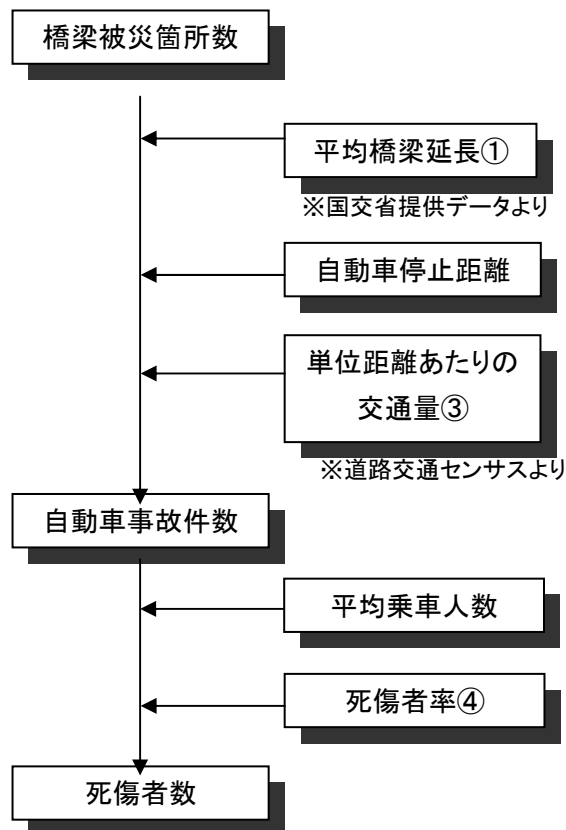 橋梁被災箇所数
平均橋梁延長①
※国交省提供データより
自動車停止距離
単位距離あたりの
交通量③
※道路交通センサスより
自動車事故件数
平均乗車人数
死傷者率④
死傷者数